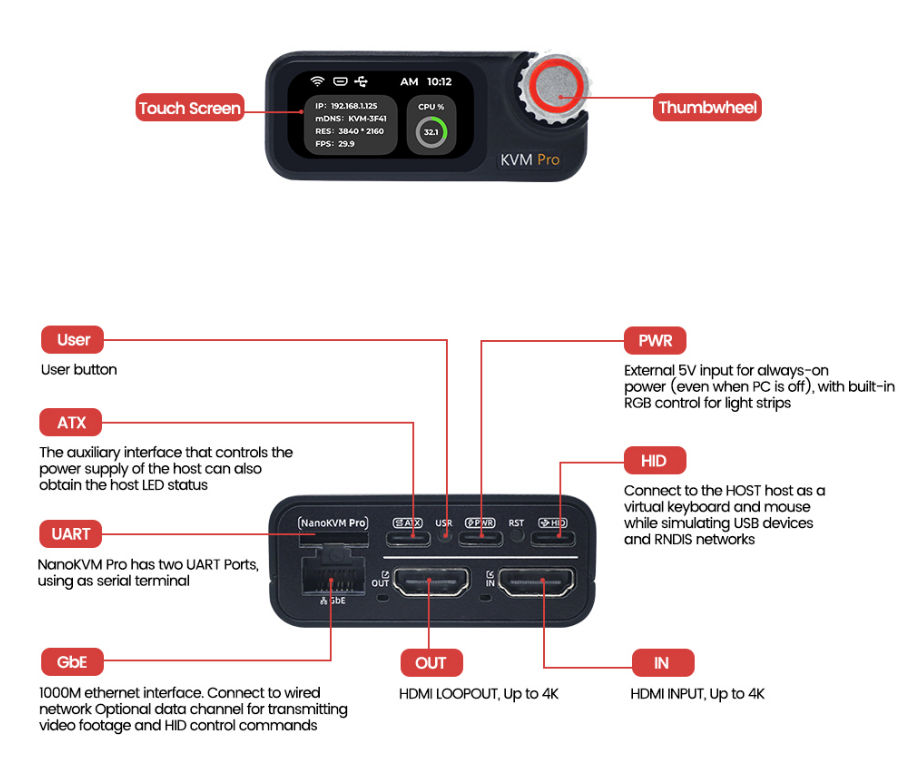 AM 10:12
Touch Screen
IP: 192.168.1.125
mDNS: KVM-3F41
RES: 3840 * 2160
FPS: 29.9
CPU %
32.1
Thumbwheel
KVM Pro
User
User button
PWR
External 5V input for always-on
power (even when PC is off), with built-in
RGB control for light strips
ATX
The auxiliary interface that controls the
power supply of the host can also
obtain the host LED status
HID
Connect to the HOST host as a
virtual keyboard and mouse
while simulating USB devices
and RNDIS networks
UART
NanoKVM Pro has two UART Ports,
using as serial terminal
NanoKVM Pro
ATX
USR
PWR
RST
HID
OUT
IN
GbE
GbE
1000M ethernet interface. Connect to wired
network Optional data channel for transmitting
video footage and HID control commands
OUT
HDMI LOOPOUT, Up to 4K
IN
HDMI INPUT, Up to 4K